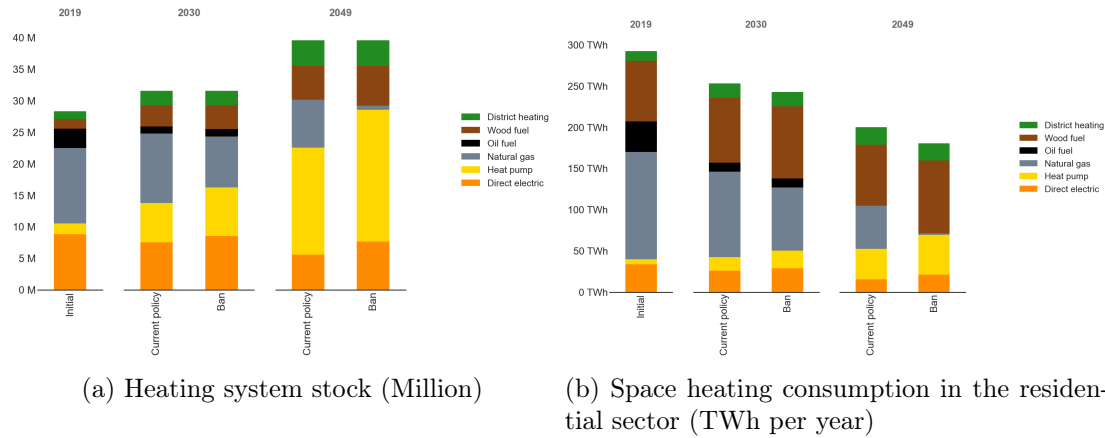 2019 2030 2049
40 M
35 M
30 M
25 M
20 M
15 M
10 M
5 M
0 M
Initial
Current policy
Ban
Current policy
Ban
District heating
Wood fuel
Oil fuel
Natural gas
Heat pump
Direct electric
(a) Heating system stock (Million)
2019 2030 2049
300 TWh
250 TWh
200 TWh
150 TWh
100 TWh
50 TWh
0 TWh
Initial
Current policy
Ban
Current policy
Ban
District heating
Wood fuel
Oil fuel
Natural gas
Heat pump
Direct electric
(b) Space heating consumption in the residen-
tial sector (TWh per year)